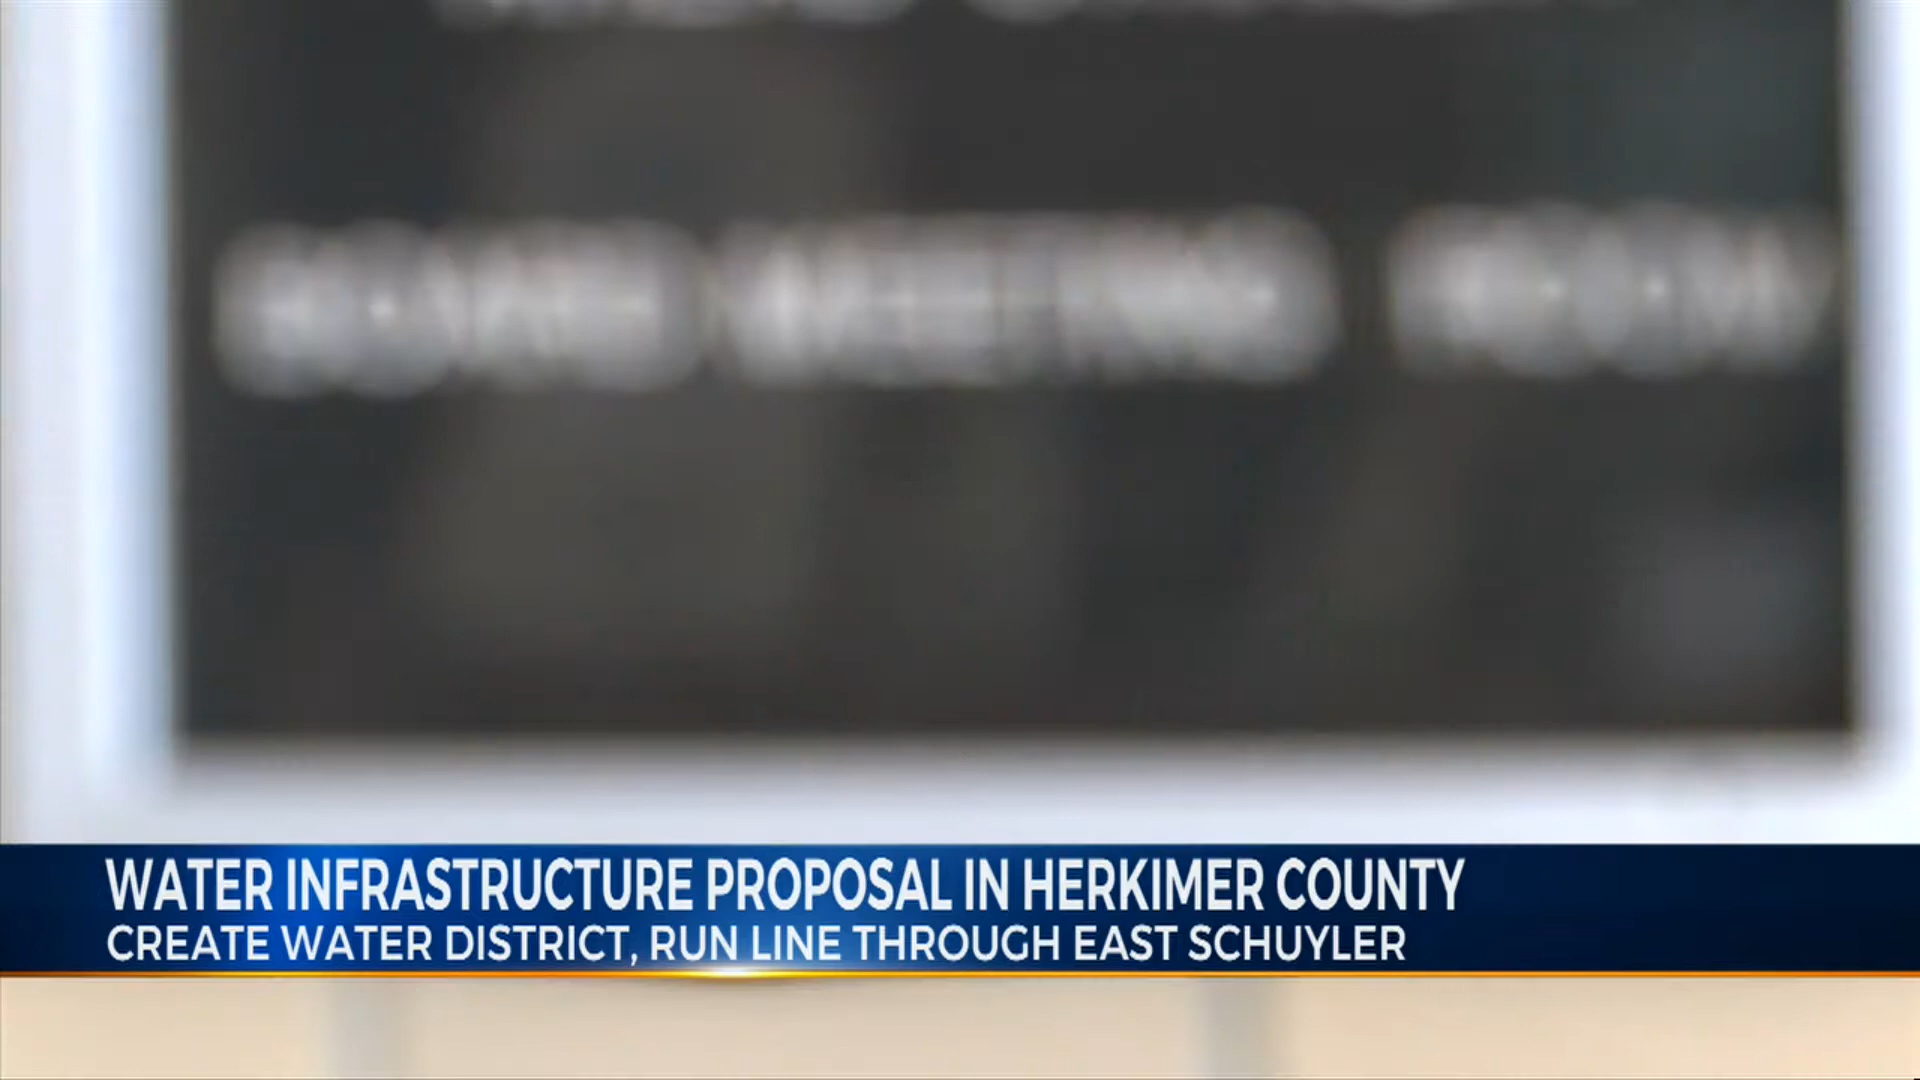 WATER INFRASTRUCTURE PROPOSAL IN HERKIMER COUNTY
CREATE WATER DISTRICT, RUN LINE THROUGH EAST SCHUYLER